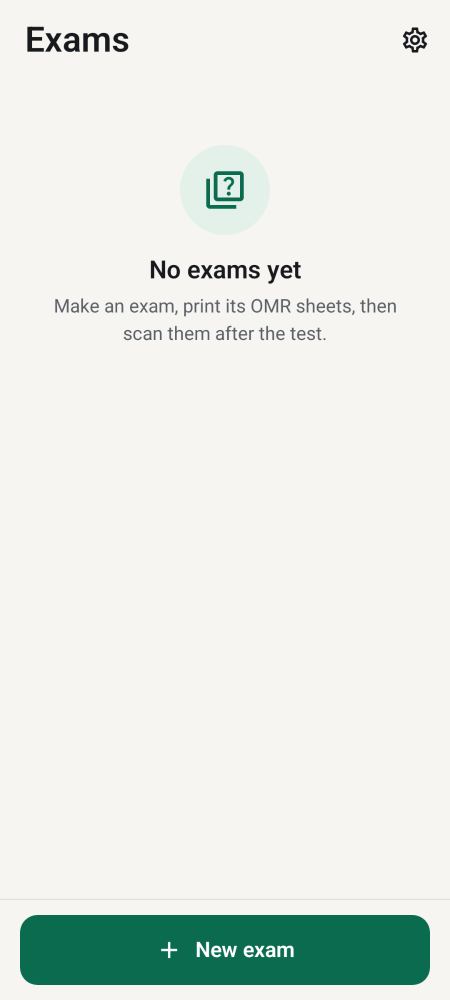 Exams
No exams yet
Make an exam, print its OMR sheets, then
scan them after the test.
New exam